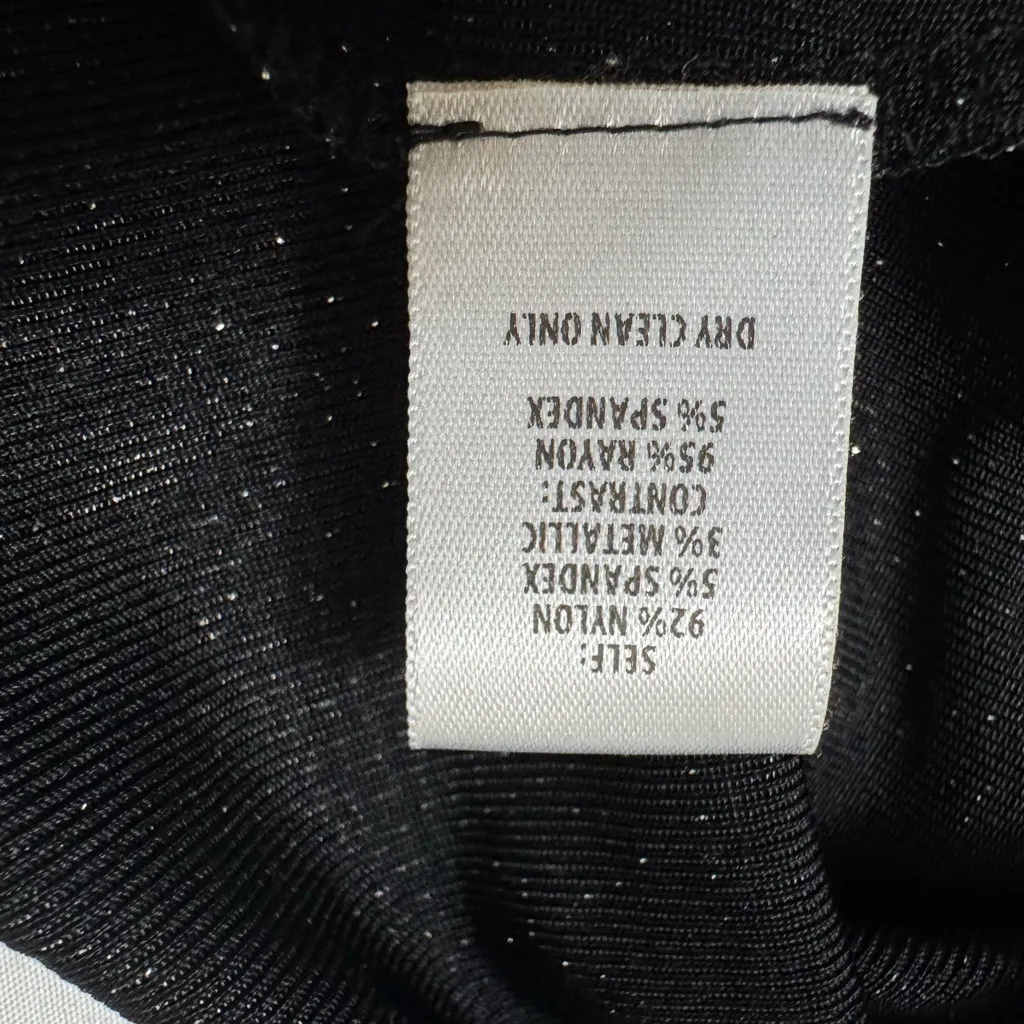 SELF:
92% NYLON
5% SPANDEX
3% METALLIC
CONTRAST:
95% RAYON
5% SPANDEX
DRY CLEAN ONLY